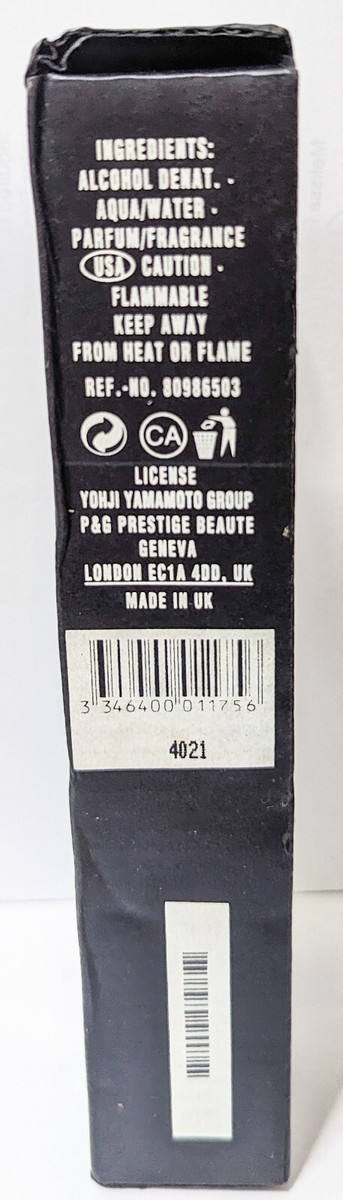 INGREDIENTS:
ALCOHOL DENAT. ·
AQUA/WATER ·
PARFUM/FRAGRANCE
USA CAUTION ·
FLAMMABLE
KEEP AWAY
FROM HEAT OR FLAME
REF.-NO. 80986503
CA
LICENSE
YOHJI YAMAMOTO GROUP
P&G PRESTIGE BEAUTE
GENEVA
LONDON EC1A 4DD, UK
MADE IN UK
3 346400 011756
4021